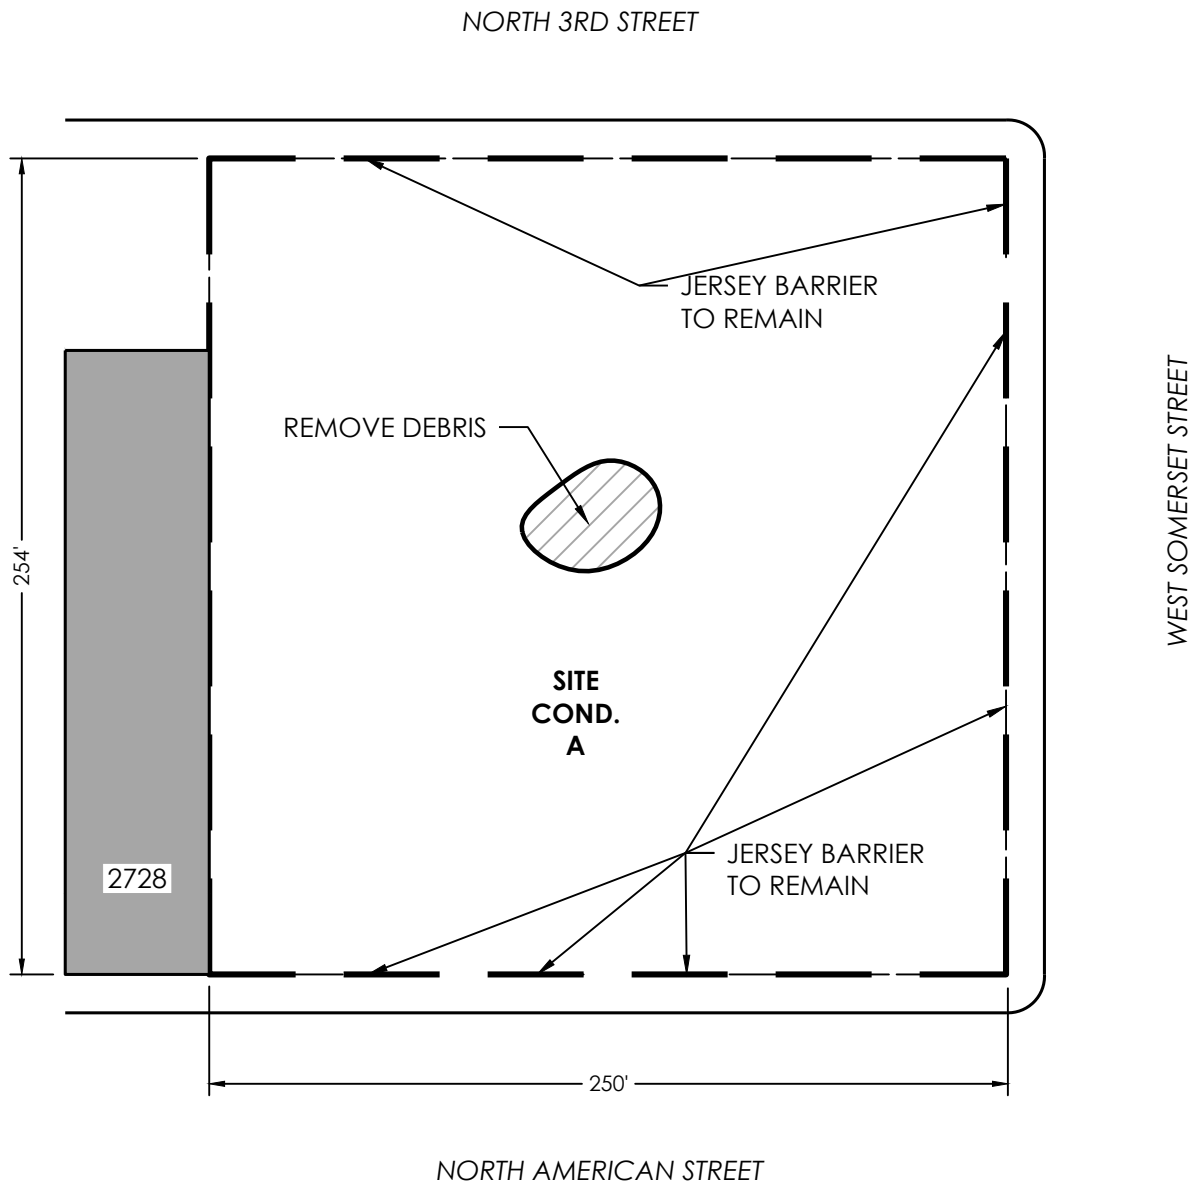 NORTH 3RD STREET
JERSEY BARRIER
TO REMAIN
REMOVE DEBRIS
WEST SOMERSET STREET
254'
SITE
COND.
A
JERSEY BARRIER
TO REMAIN
2728
250'
NORTH AMERICAN STREET